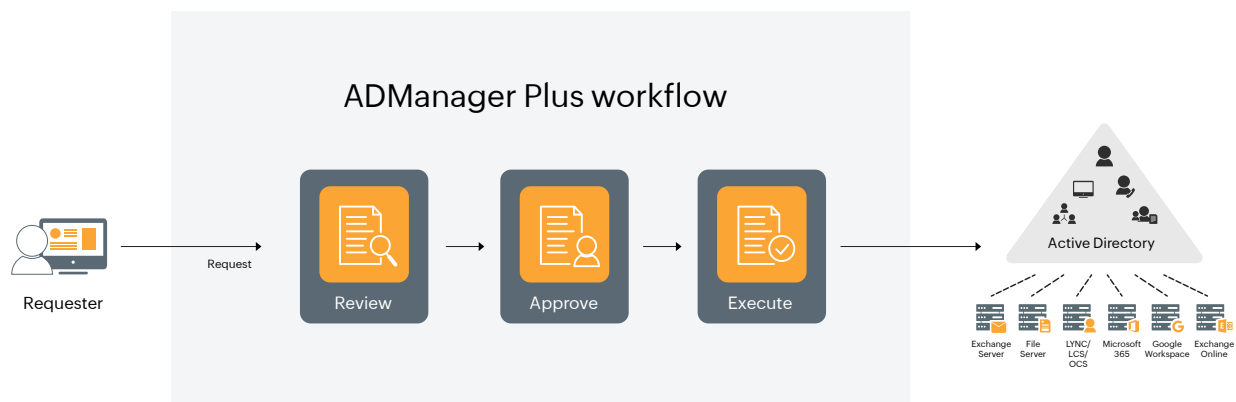 ADManager Plus workflow
Requester
Request
Review
Approve
Execute
Active Directory
Exchange
Server
File
Server
LYNC/
LCS/
OCS
Microsoft
365
Google
Workspace
Exchange
Online